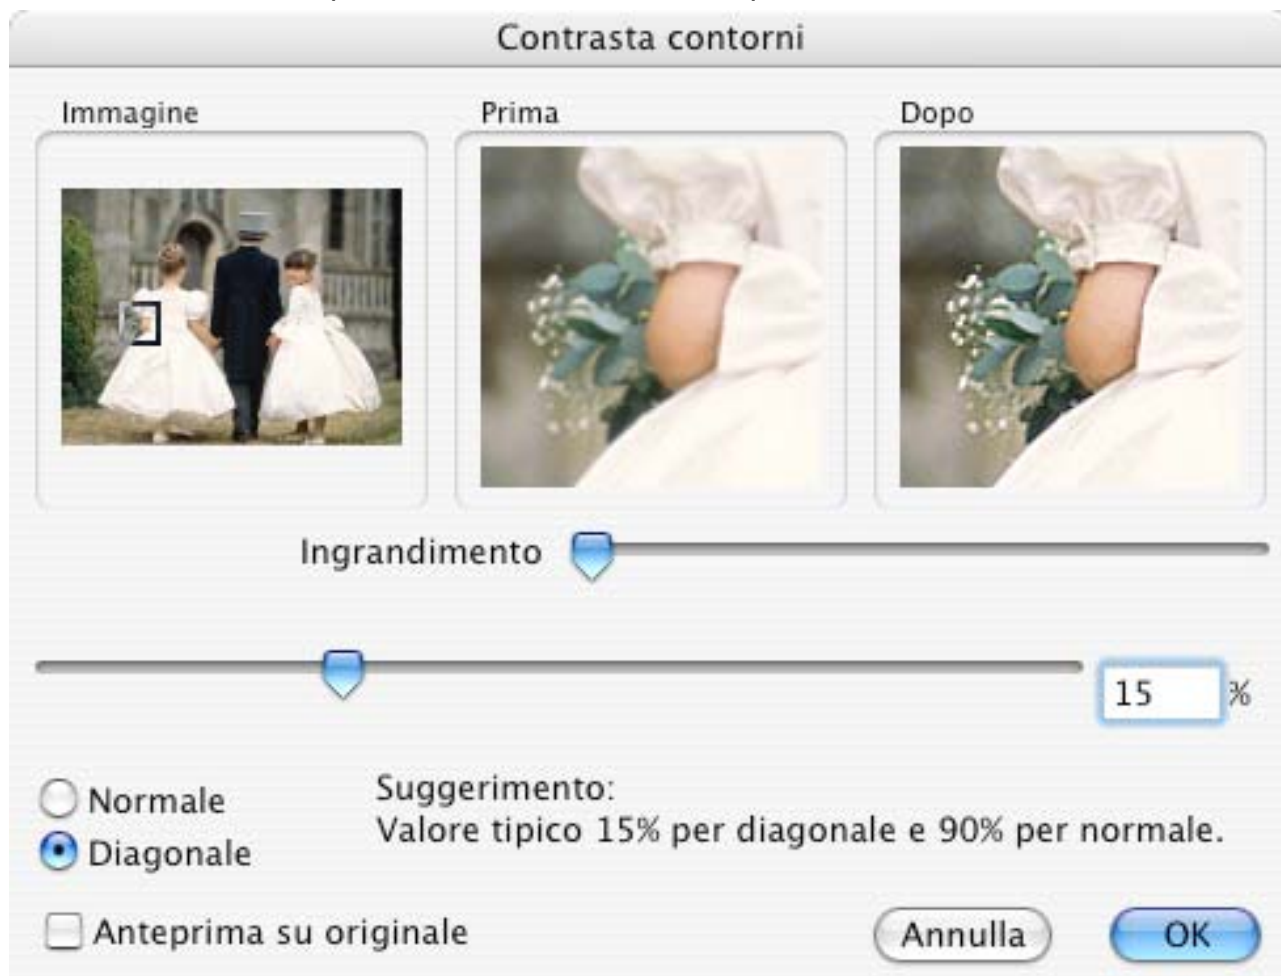 Contrasta contorni
Immagine
Prima
Dopo
Ingrandimento
15 %
Normale
Diagonale
Suggerimento:
Valore tipico 15% per diagonale e 90% per normale.
Anteprima su originale
Annulla
OK